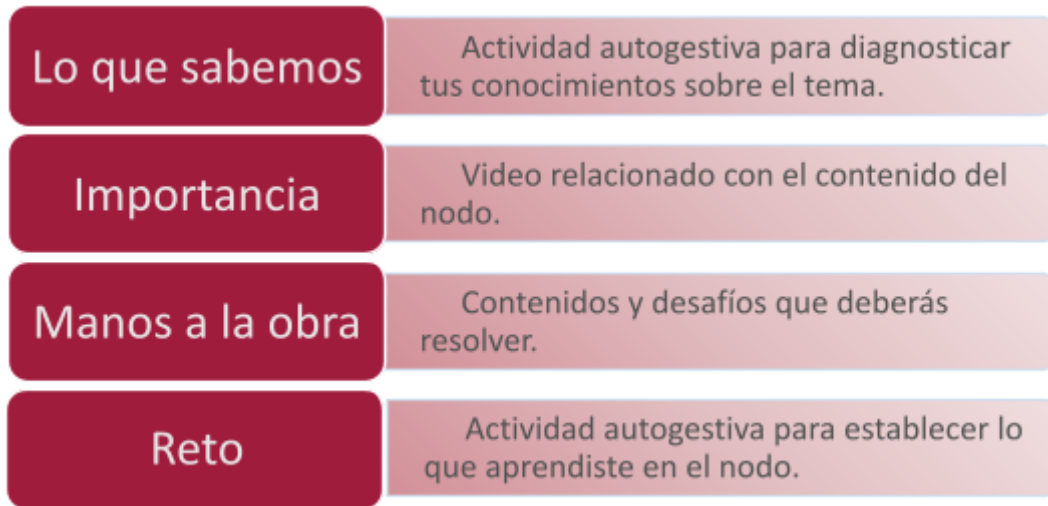 Lo que sabemos
Actividad autogestiva para diagnosticar
tus conocimientos sobre el tema.
Importancia
Video relacionado con el contenido del
nodo.
Manos a la obra
Contenidos y desafíos que deberás
resolver.
Reto
Actividad autogestiva para establecer lo
que aprendiste en el nodo.